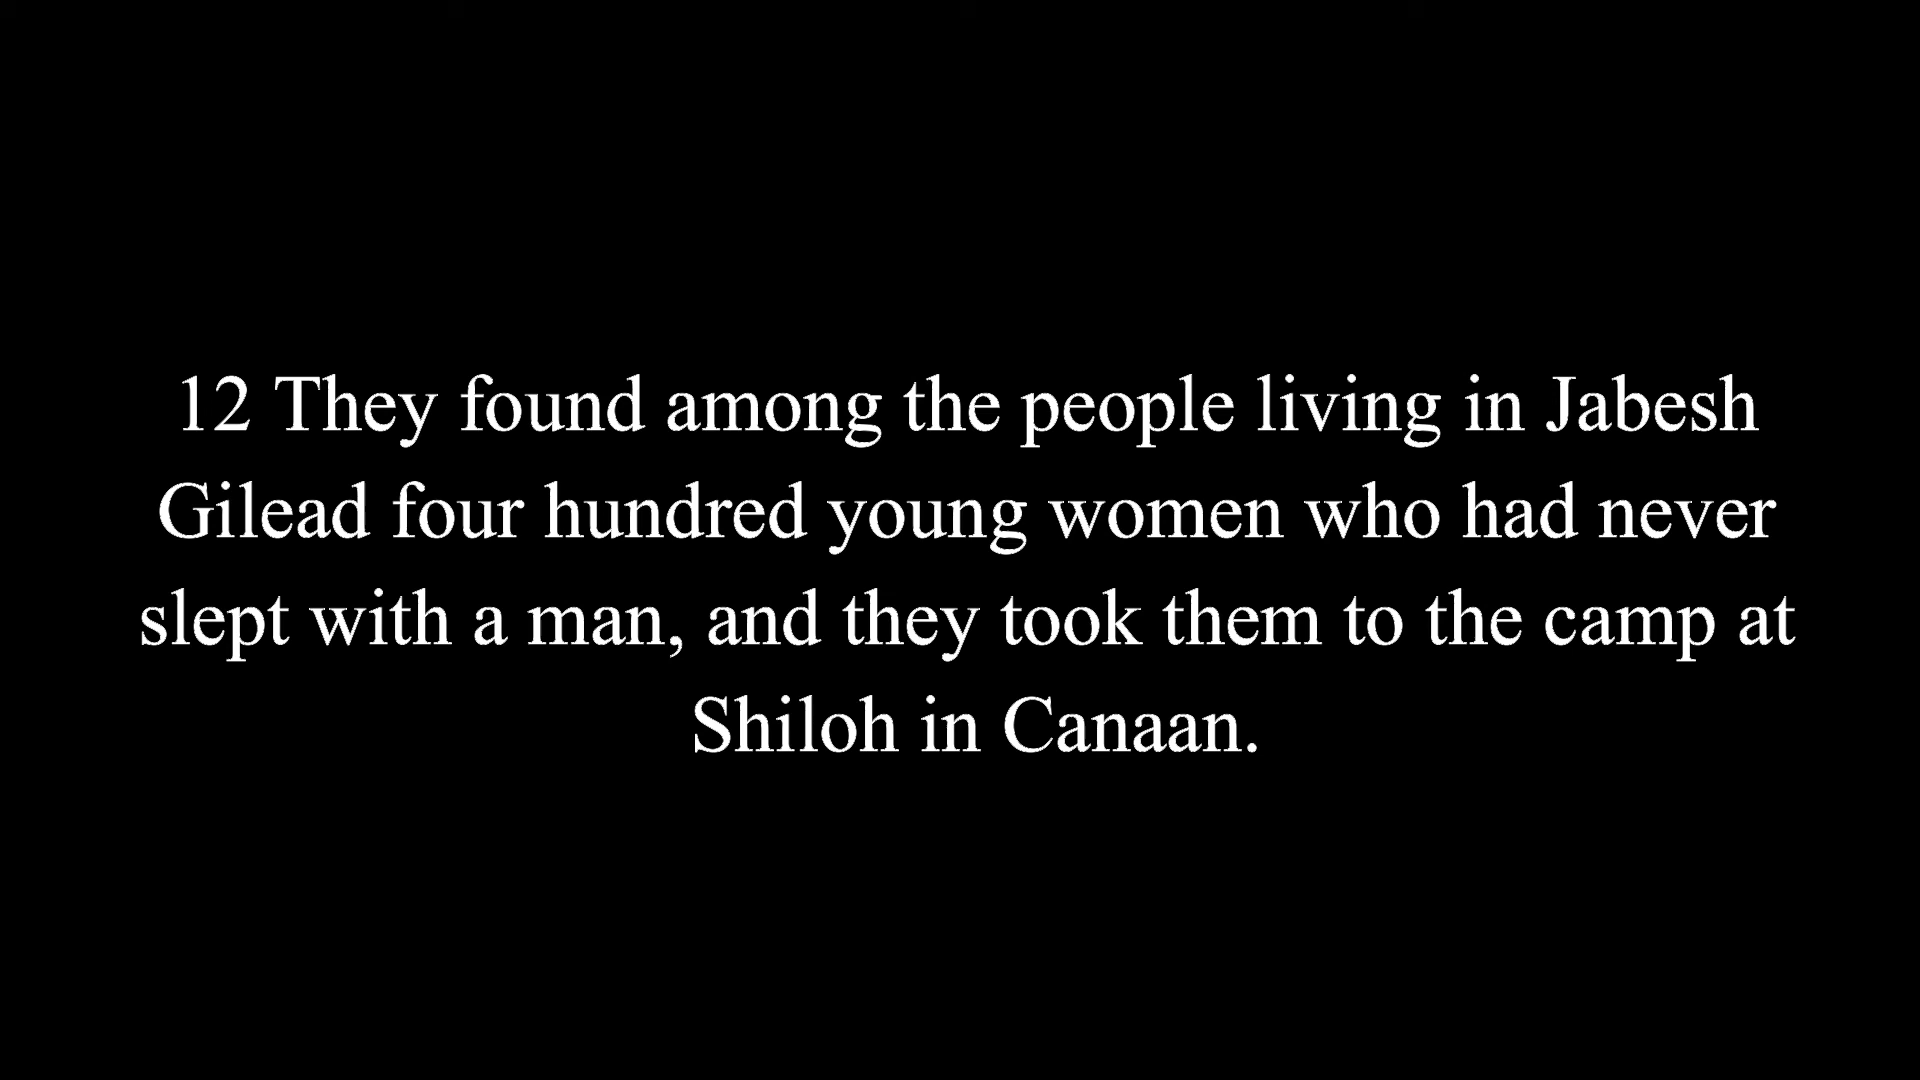 12 They found among the people living in Jabesh
Gilead four hundred young women who had never
slept with a man, and they took them to the camp at
Shiloh in Canaan.